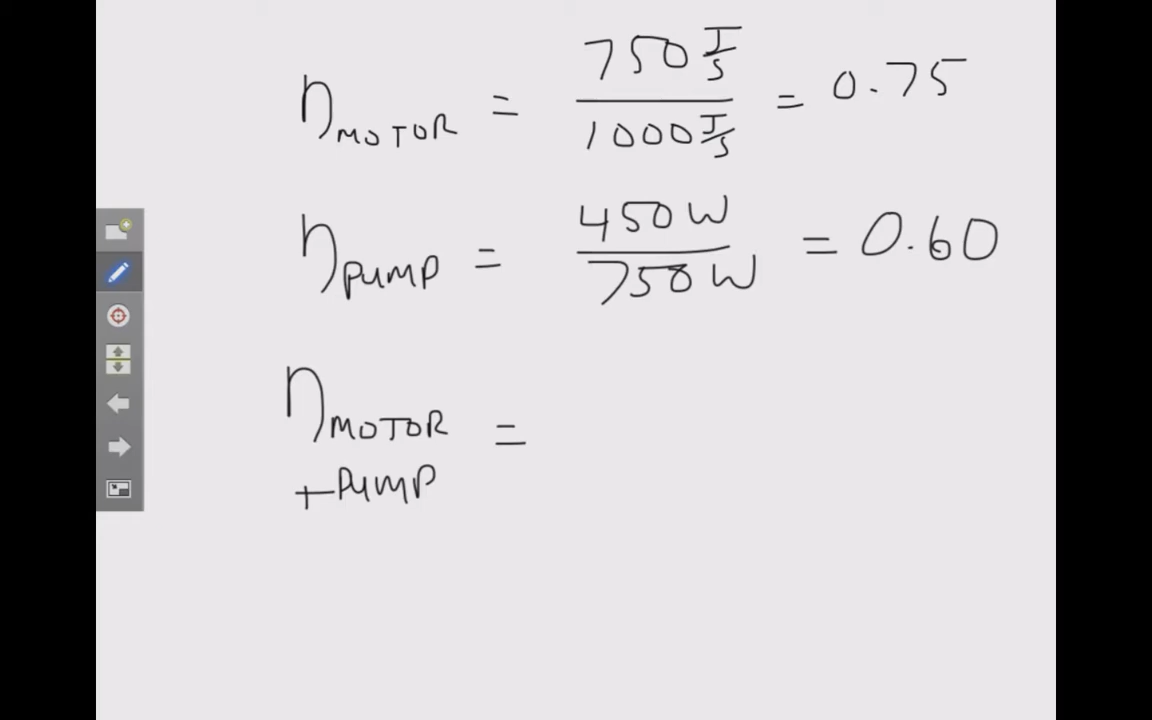 η MOTOR = 750 J/s / 1000 J/s = 0.75
η PUMP = 450 W / 750 W = 0.60
η MOTOR =
+ PUMP